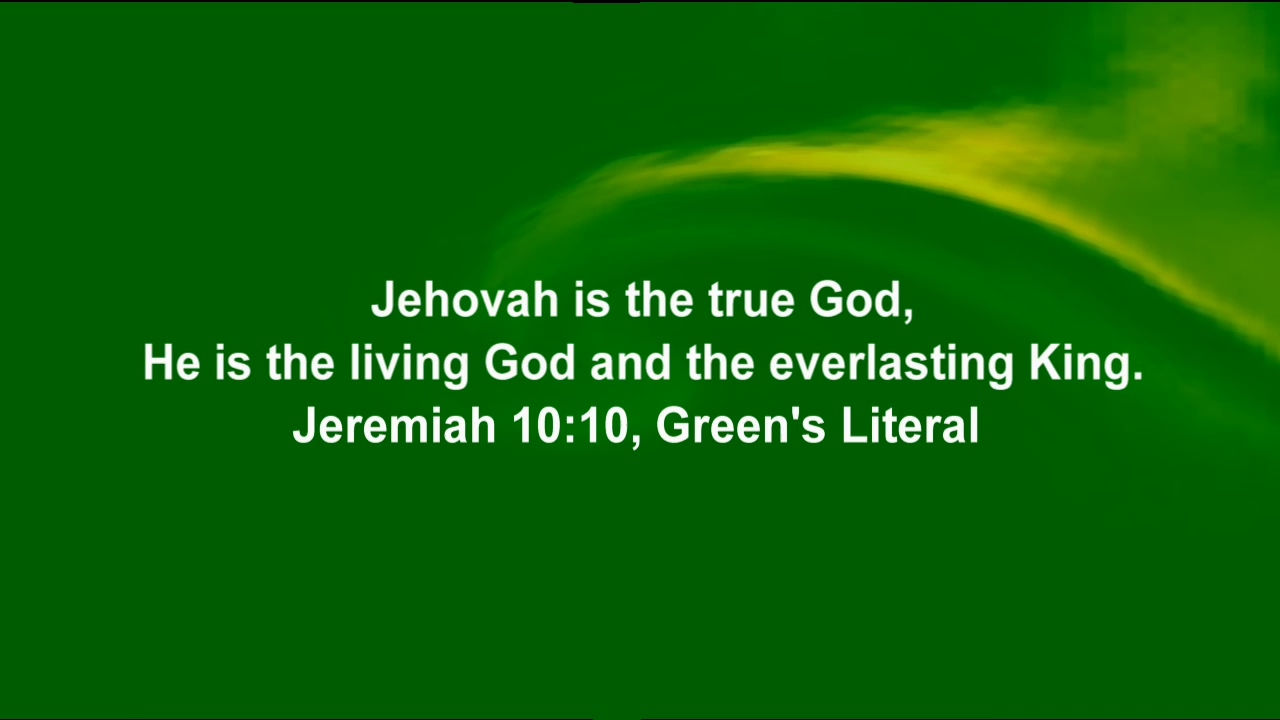 Jehovah is the true God,
He is the living God and the everlasting King.
Jeremiah 10:10, Green's Literal